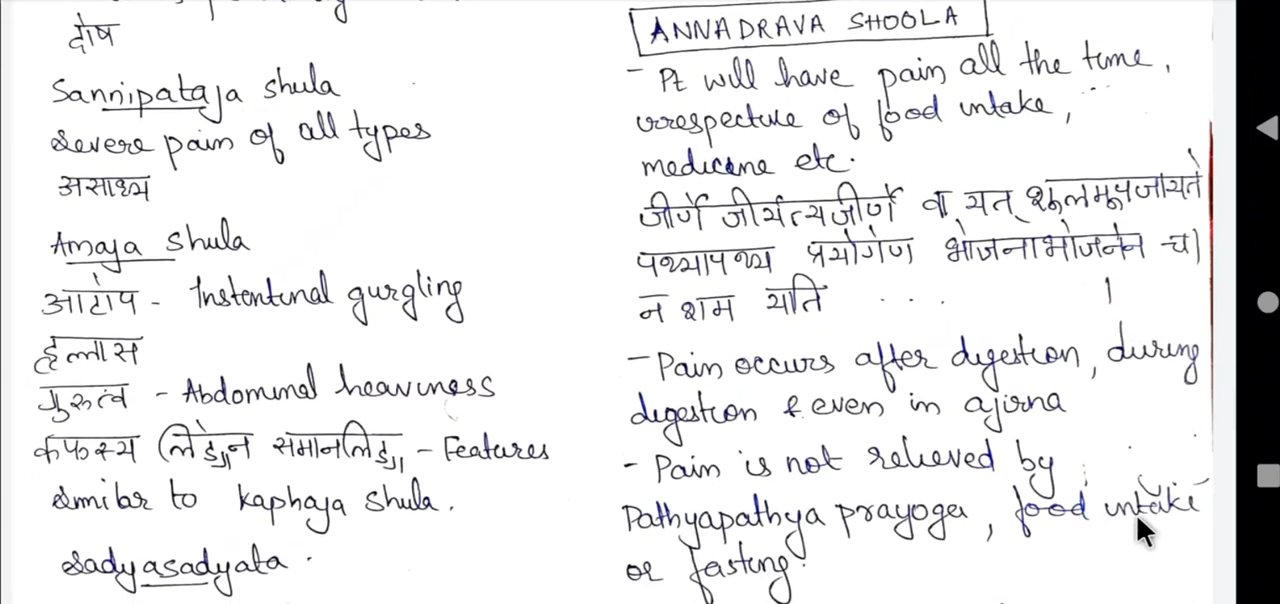 दोष
Sannipataja shula
severe pain of all types
असाध्य
Amaja shula
आटोप - Instentinal gurgling
हृल्लास
गुरुत्व - Abdominal heaviness
कफस्य लिङ्गेन समानलिङ्ग - Features
similar to kaphaja shula.
Sadyasadyata.
ANNADRAVA SHOOLA
- Pt will have pain all the time,
irrespective of food intake,
medicine etc.
जीर्णे जीर्यत्यजीर्णे वा यत् शूलमूपजायते
पथ्यापथ्य प्रयोगेण भोजनाभोजनेन च।
न शम याति ...।
- Pain occurs after digestion, during
digestion & even in ajirna
- Pain is not relieved by
Pathyapathya prayoga, food intake
or fasting.